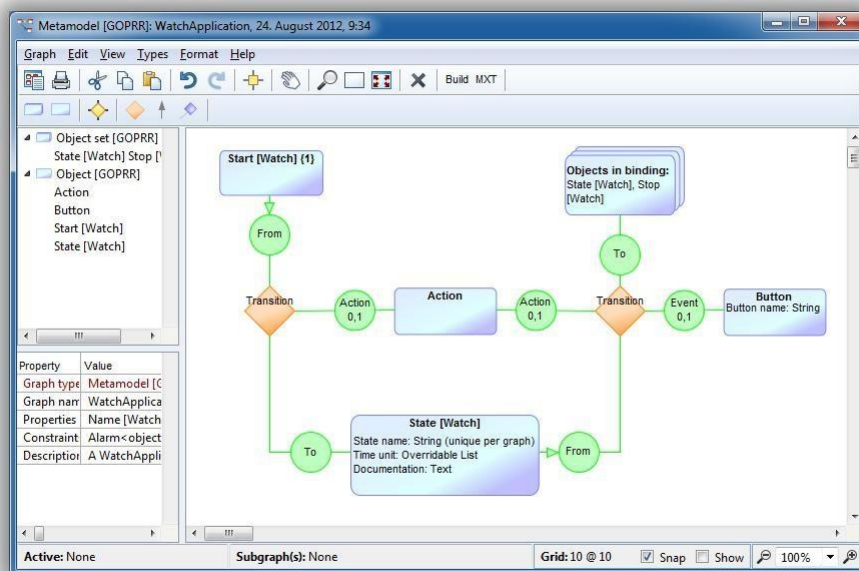 Metamodel [GOPRR]: WatchApplication, 24. August 2012, 9:34
Graph Edit View Types Format Help
Build MXT
Object set [GOPRR]
State [Watch] Stop [
Object [GOPRR]
Action
Button
Start [Watch]
State [Watch]
Property Value
Graph type Metamodel [G
Graph nam WatchApplica
Properties Name [Watch
Constraint Alarm<object
Description A WatchAppli
Start [Watch] {1}
Objects in binding:
State [Watch], Stop
[Watch]
From
To
Transition
Action
0,1
Action
Action
0,1
Transition
Event
0,1
Button
Button name: String
To
State [Watch]
State name: String (unique per graph)
Time unit: Overridable List
Documentation: Text
From
Active: None
Subgraph(s): None
Grid: 10 @ 10
Snap
Show
100%